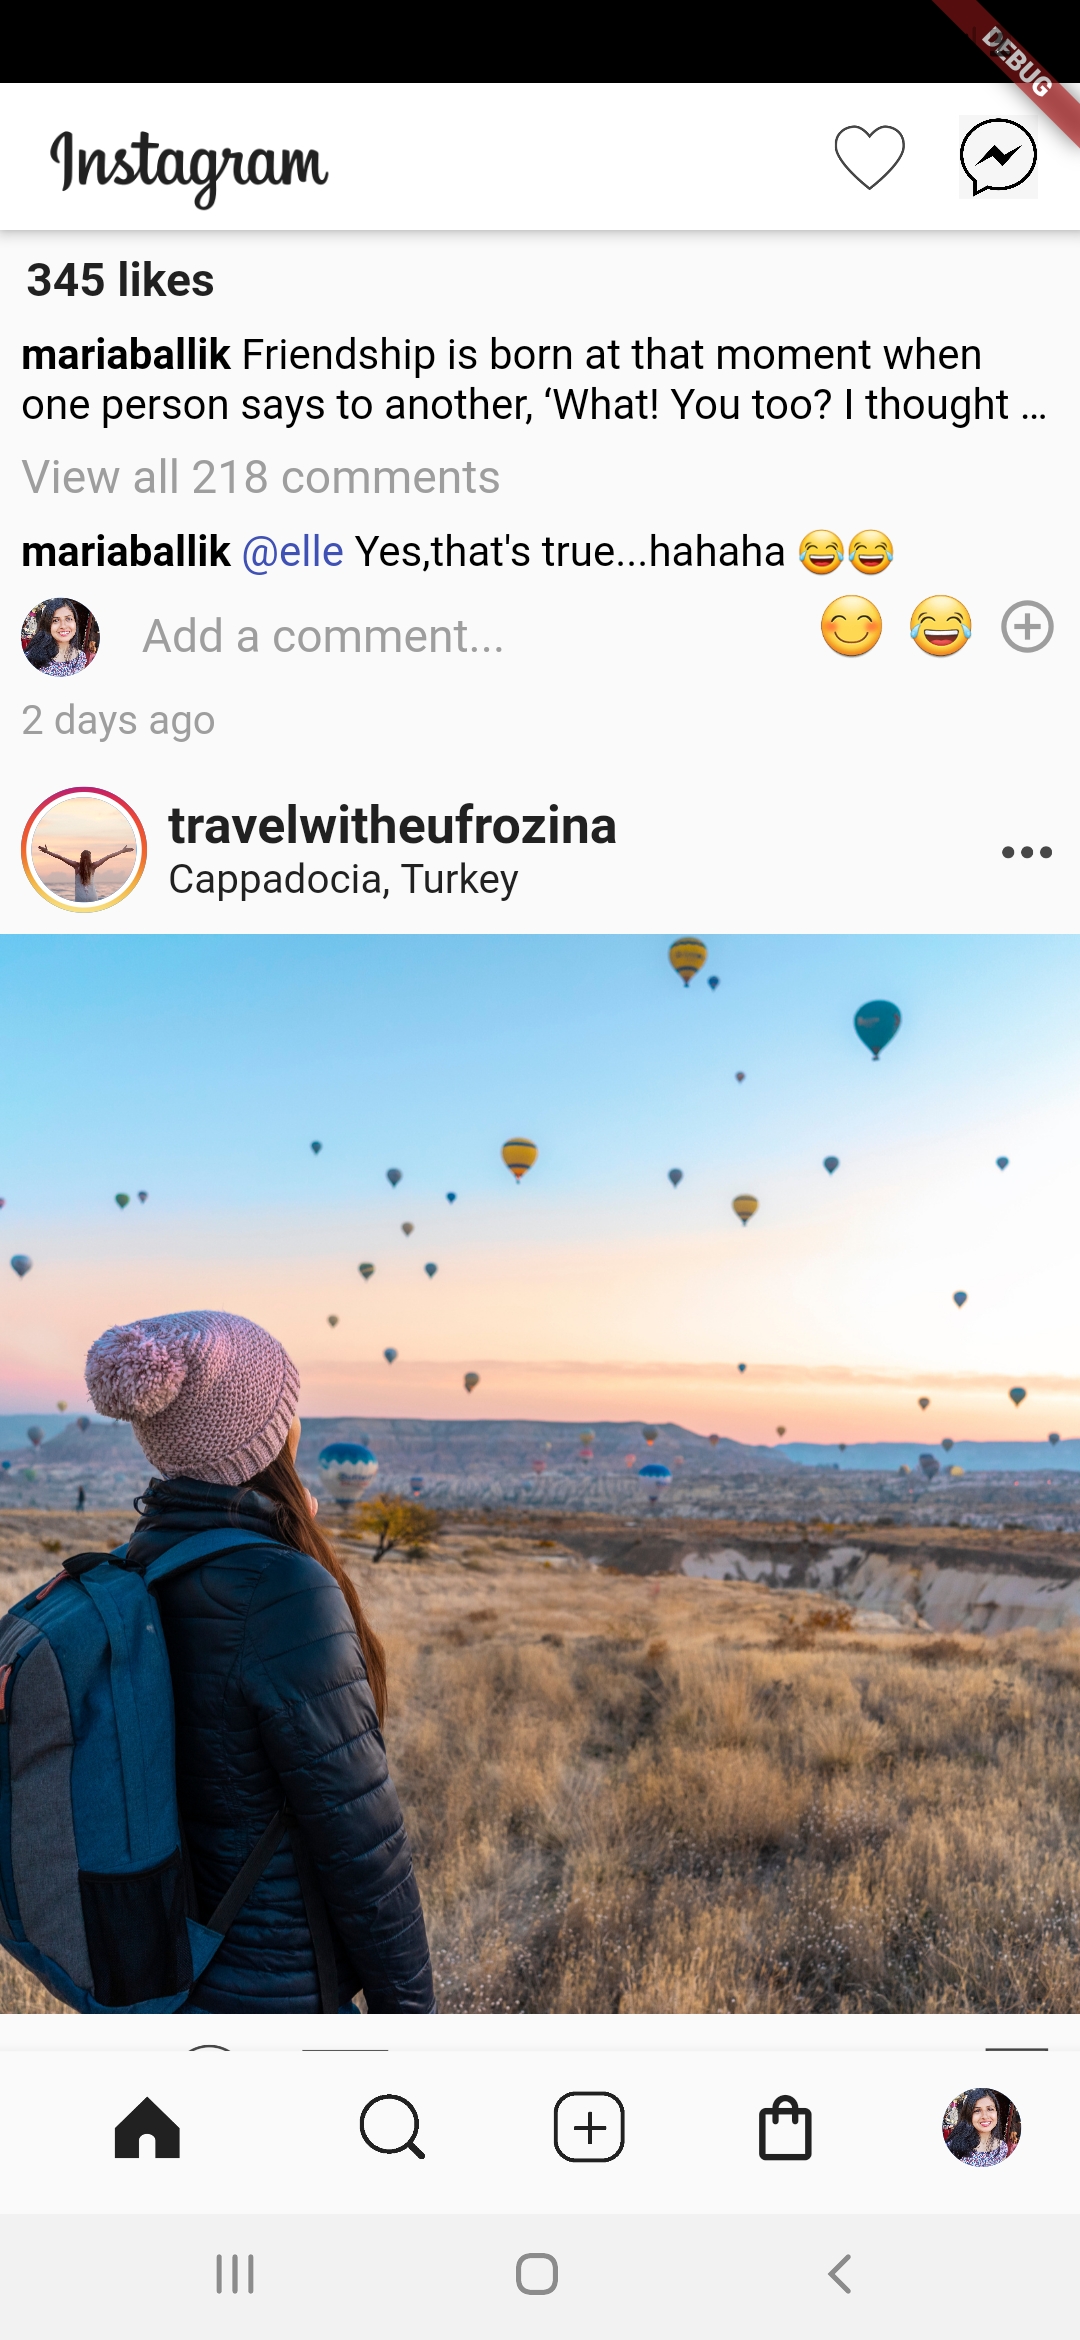 DEBUG
Instagram
345 likes
mariaballik Friendship is born at that moment when
one person says to another, ‘What! You too? I thought ...
View all 218 comments
mariaballik @elle Yes,that's true...hahaha 😂😂
Add a comment... 😊 😂
2 days ago
travelwitheufrozina
Cappadocia, Turkey